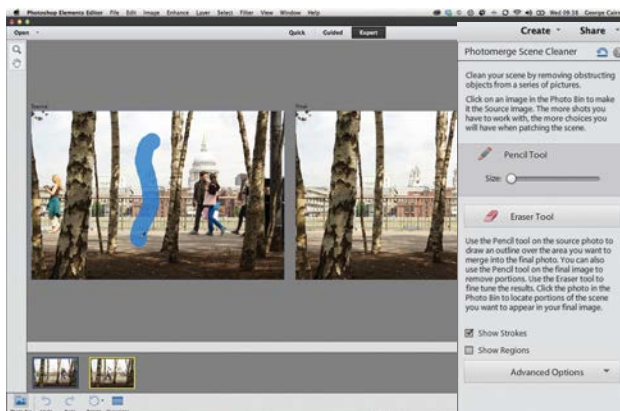 Photoshop Elements Editor File Edit Image Enhance Layer Select Filter View Window Help
Wed 09:38 George Cairns
Open
Quick Guided Expert
Create Share
Photomerge Scene Cleaner
Clean your scene by removing obstructing
objects from a series of pictures.
Click on an image in the Photo Bin to make
it the Source Image. The more shots you
have to work with, the more choices you
will have when patching the scene.
Pencil Tool
Size:
Eraser Tool
Use the Pencil tool on the source photo to
draw an outline over the area you want to
merge into the final photo. You can also
use the Pencil tool on the final image to
remove portions. Use the Eraser tool to
fine tune the results. Click the photo in the
Photo Bin to locate portions of the scene
you want to appear in your final image.
Show Strokes
Show Regions
Advanced Options
Source
Final